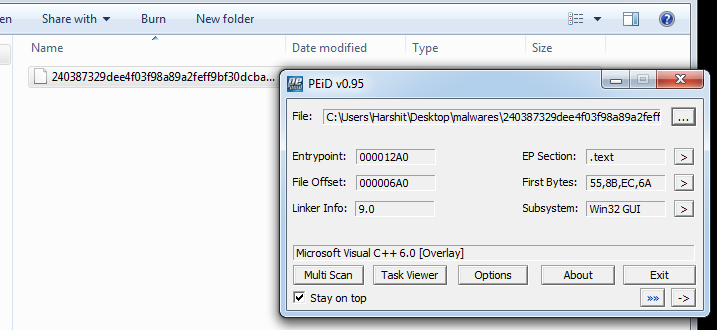 en Share with Burn New folder
Name Date modified Type Size
240387329dee4f03f98a89a2feff9bf30dcba...
PEiD v0.95
File: C:\Users\Harshit\Desktop\malwares\240387329dee4f03f98a89a2feff ...
Entrypoint: 000012A0 EP Section: .text >
File Offset: 000006A0 First Bytes: 55,8B,EC,6A >
Linker Info: 9.0 Subsystem: Win32 GUI >
Microsoft Visual C++ 6.0 [Overlay]
Multi Scan Task Viewer Options About Exit
Stay on top »» ->